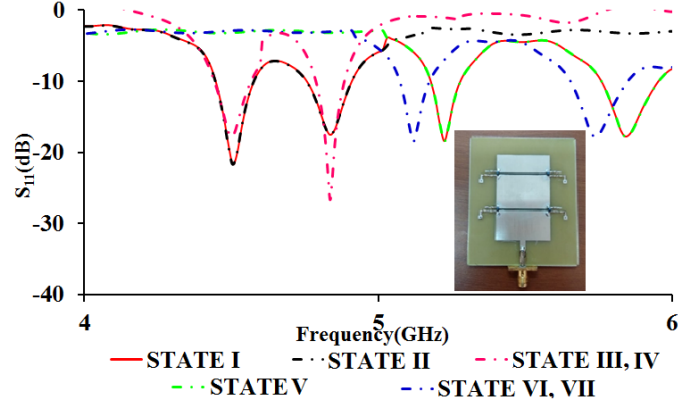 0
-10
-20
-30
-40
S11(dB)
4
5
6
Frequency(GHz)
STATE I
STATE II
STATE III, IV
STATE V
STATE VI, VII